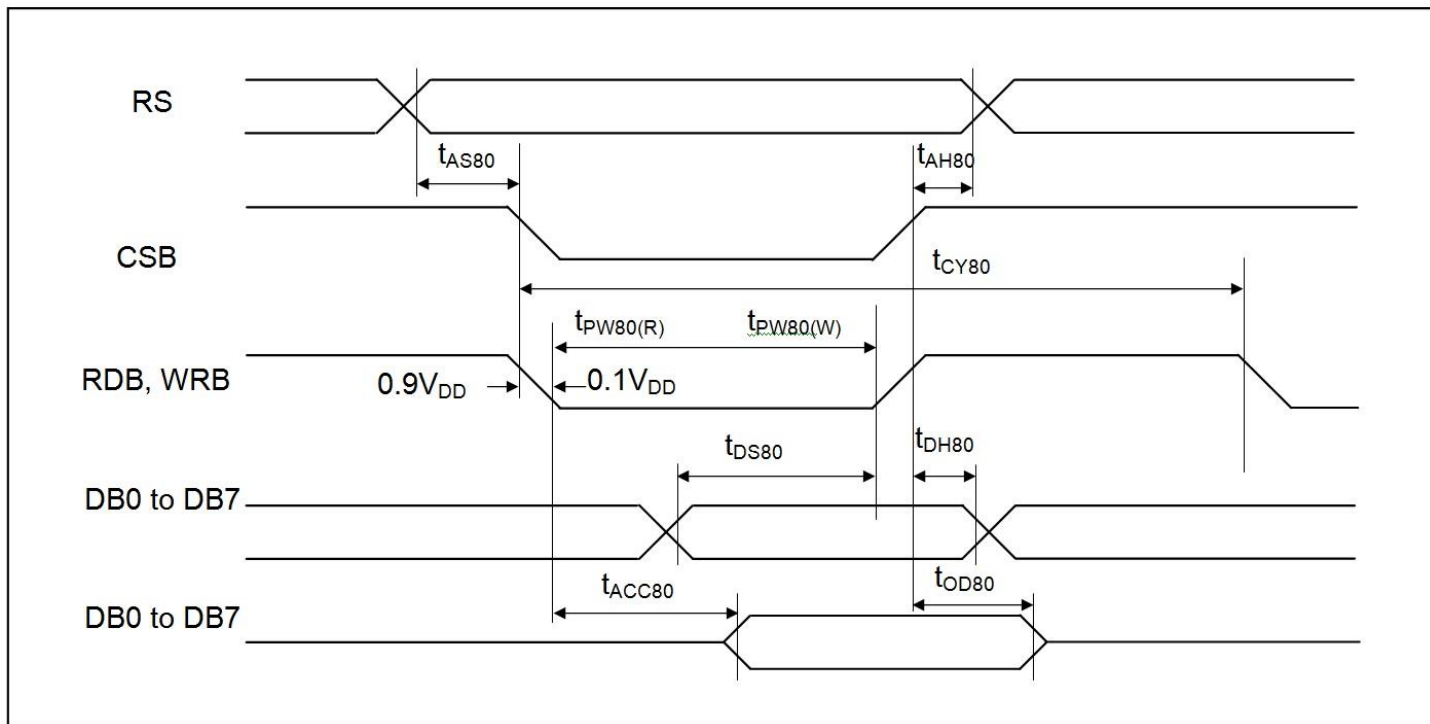 RS
tAS80
tAH80
CSB
tCY80
tPW80(R)
tPW80(W)
RDB, WRB
0.9VDD
0.1VDD
tDS80
tDH80
DB0 to DB7
tACC80
tOD80
DB0 to DB7